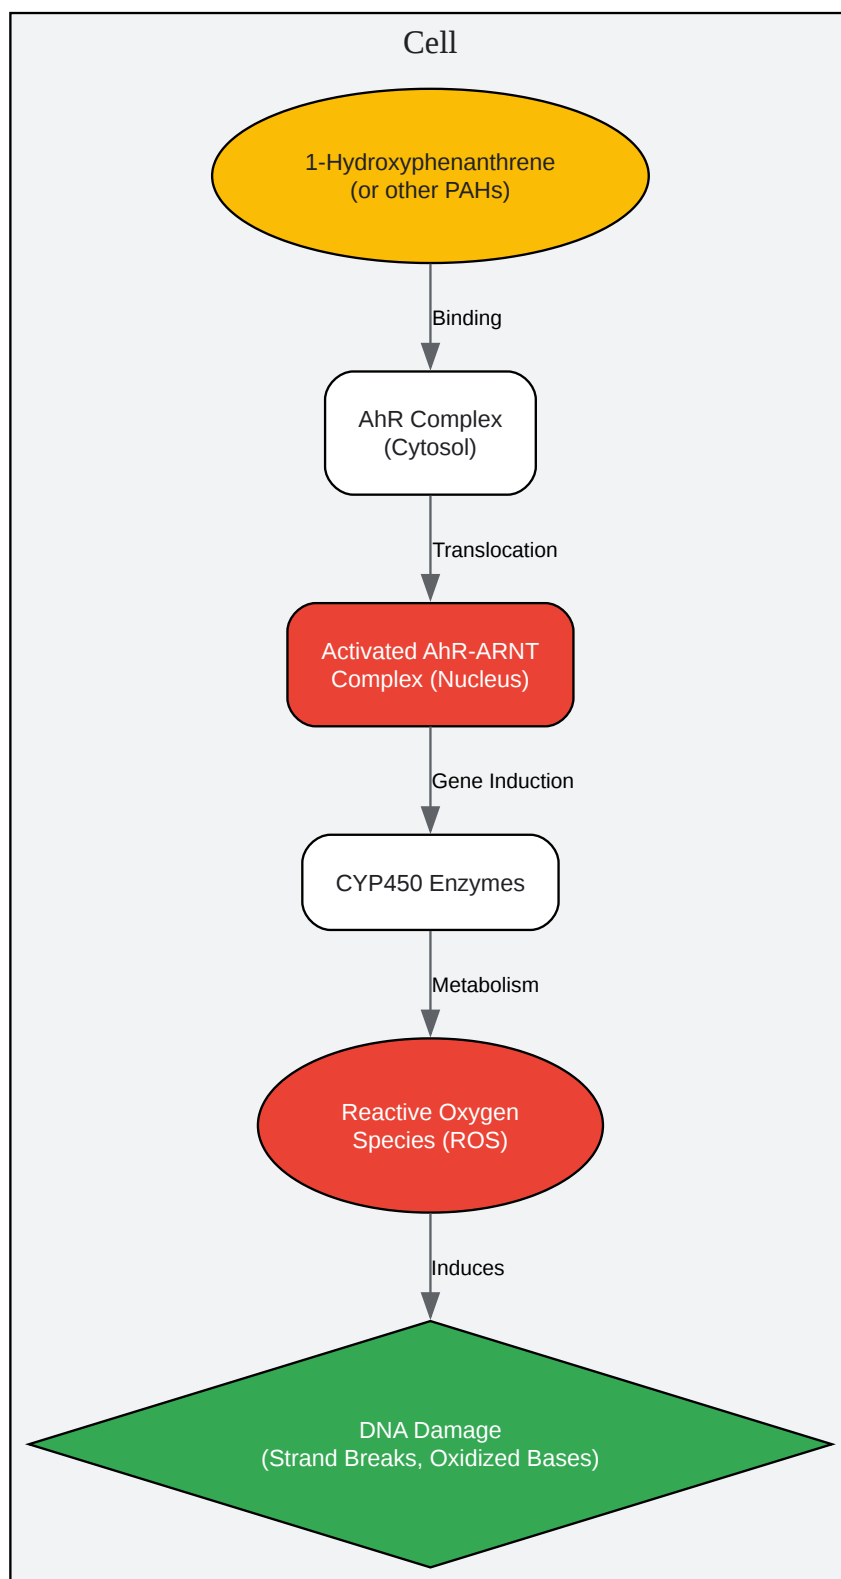 Cell
1-Hydroxyphenanthrene
(or other PAHs)
Binding
AhR Complex
(Cytosol)
Translocation
Activated AhR-ARNT
Complex (Nucleus)
Gene Induction
CYP450 Enzymes
Metabolism
Reactive Oxygen
Species (ROS)
Induces
DNA Damage
(Strand Breaks, Oxidized Bases)